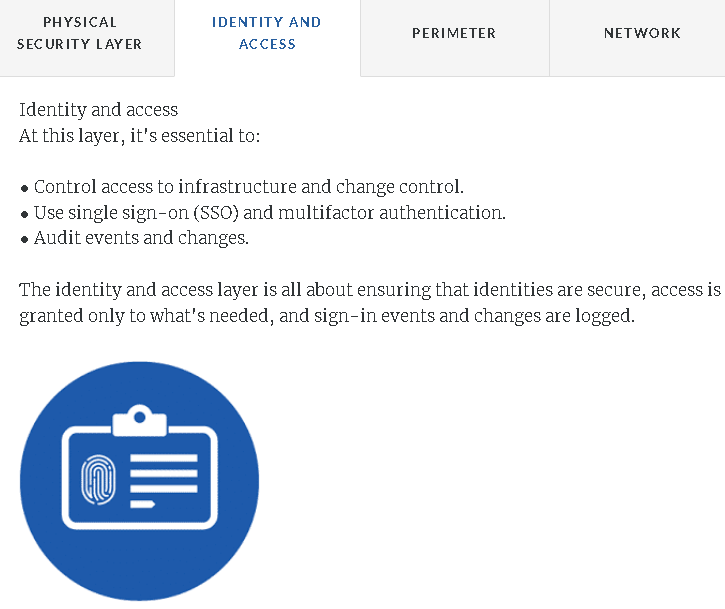 PHYSICAL
SECURITY LAYER
IDENTITY AND
ACCESS
PERIMETER
NETWORK
Identity and access
At this layer, it's essential to:
● Control access to infrastructure and change control.
● Use single sign-on (SSO) and multifactor authentication.
● Audit events and changes.
The identity and access layer is all about ensuring that identities are secure, access is
granted only to what's needed, and sign-in events and changes are logged.